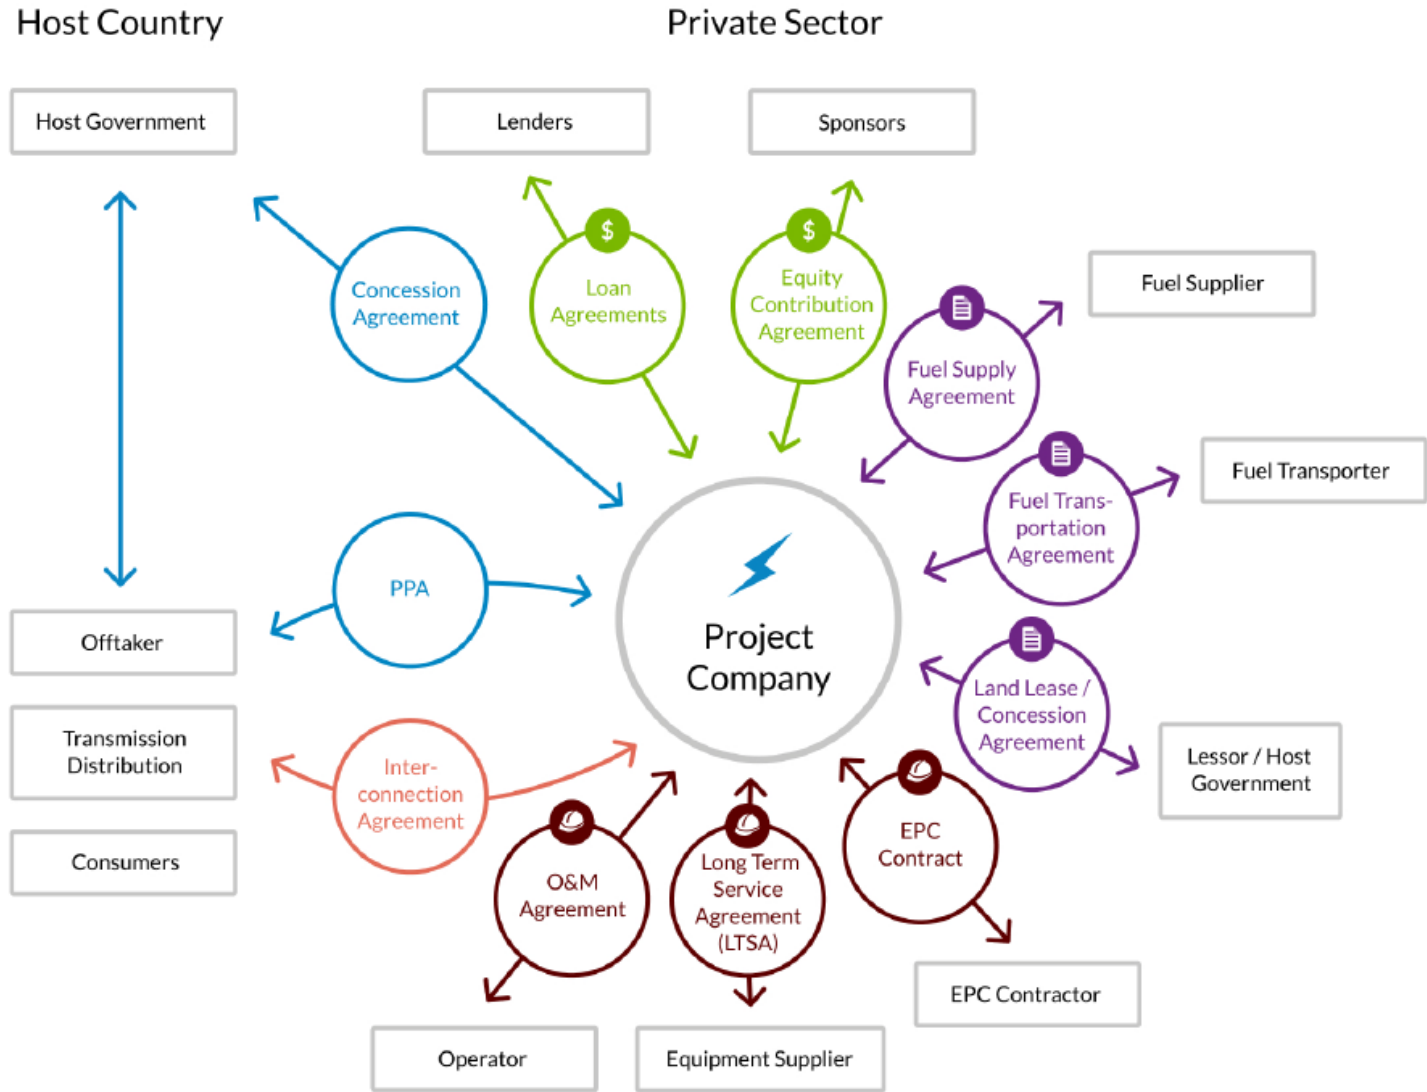 Host Country
Private Sector
Host Government
Lenders
Sponsors
Concession
Agreement
$
Loan
Agreements
$
Equity
Contribution
Agreement
Fuel Supplier
Fuel Supply
Agreement
Fuel Transporter
Fuel Trans-
portation
Agreement
PPA
Offtaker
Project
Company
Land Lease /
Concession
Agreement
Transmission
Distribution
Inter-
connection
Agreement
Lessor / Host
Government
Consumers
O&M
Agreement
Long Term
Service
Agreement
(LTSA)
EPC
Contract
EPC Contractor
Operator
Equipment Supplier